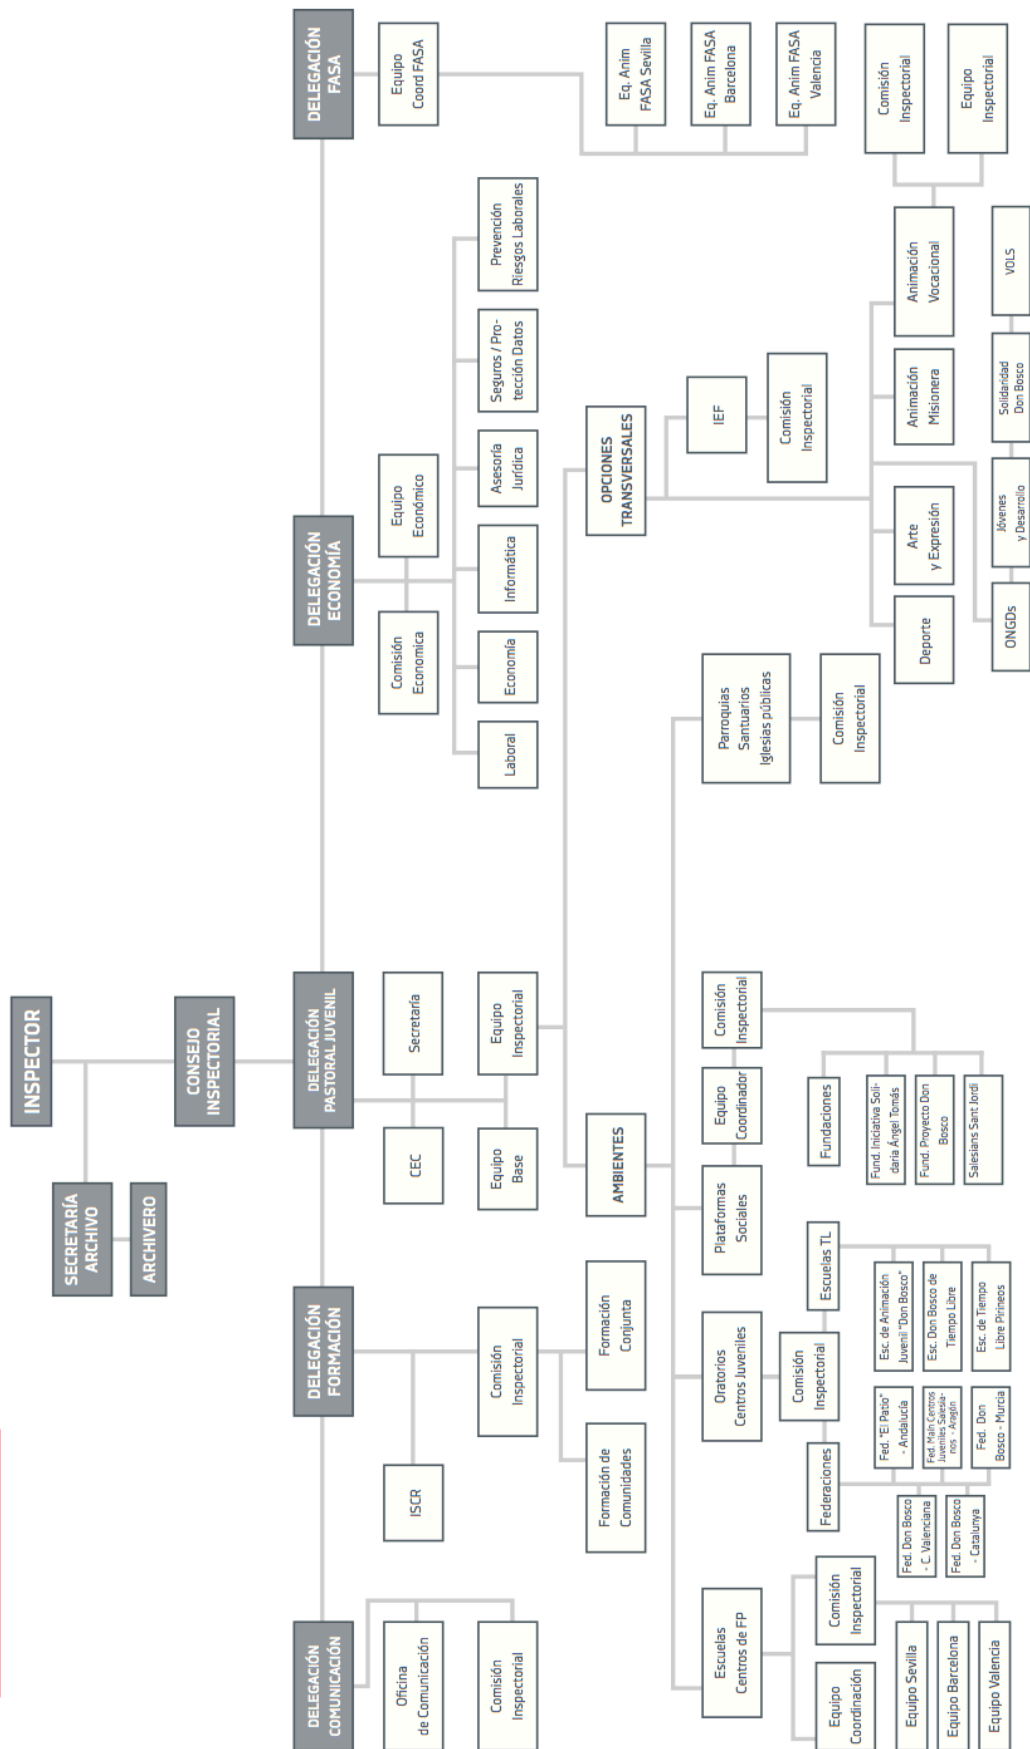 INSPECTOR
SECRETARÍA
ARCHIVO
ARCHIVERO
CONSEJO
INSPECTORIAL
DELEGACIÓN
COMUNICACIÓN
DELEGACIÓN
FORMACIÓN
DELEGACIÓN
PASTORAL JUVENIL
DELEGACIÓN
ECONOMÍA
DELEGACIÓN
FASA
Oficina
de Comunicación
Comisión
Inspectorial
ISCR
Comisión
Inspectorial
Formación de
Comunidades
Formación
Conjunta
CEC
Secretaría
Equipo
Base
Equipo
Inspectorial
Comisión
Economica
Equipo
Económico
Laboral
Economía
Informática
Asesoría
Jurídica
Seguros / Pro-
tección Datos
Prevención
Riesgos Laborales
Equipo
Coord FASA
Eq. Anim
FASA Sevilla
Eq. Anim FASA
Barcelona
Eq. Anim FASA
Valencia
AMBIENTES
OPCIONES
TRANSVERSALES
Escuelas
Centros de FP
Equipo
Coordinación
Comisión
Inspectorial
Equipo Sevilla
Equipo Barcelona
Equipo Valencia
Oratorios
Centros Juveniles
Comisión
Inspectorial
Federaciones
Escuelas TL
Fed. "El Patio"
- Andalucía
Fed. Main Centros
Juveniles Salesia-
nos - Aragón
Fed. Don
Bosco - Murcia
Fed. Don Bosco
- C. Valenciana
Fed. Don Bosco
- Catalunya
Esc. de Animación
Juvenil "Don Bosco"
Esc. Don Bosco de
Tiempo Libre
Esc. de Tiempo
Libre Pirineos
Plataformas
Sociales
Equipo
Coordinador
Comisión
Inspectorial
Fundaciones
Fund. Iniciativa Soli-
daria Ángel Tomás
Fund. Proyecto Don
Bosco
Salesians Sant Jordi
Parroquias
Santuarios
Iglesias públicas
Comisión
Inspectorial
IEF
Comisión
Inspectorial
Deporte
Arte
y Expresión
Animación
Misionera
Animación
Vocacional
Comisión
Inspectorial
Equipo
Inspectorial
ONGDs
Jóvenes
y Desarrollo
Solidaridad
Don Bosco
VOLS